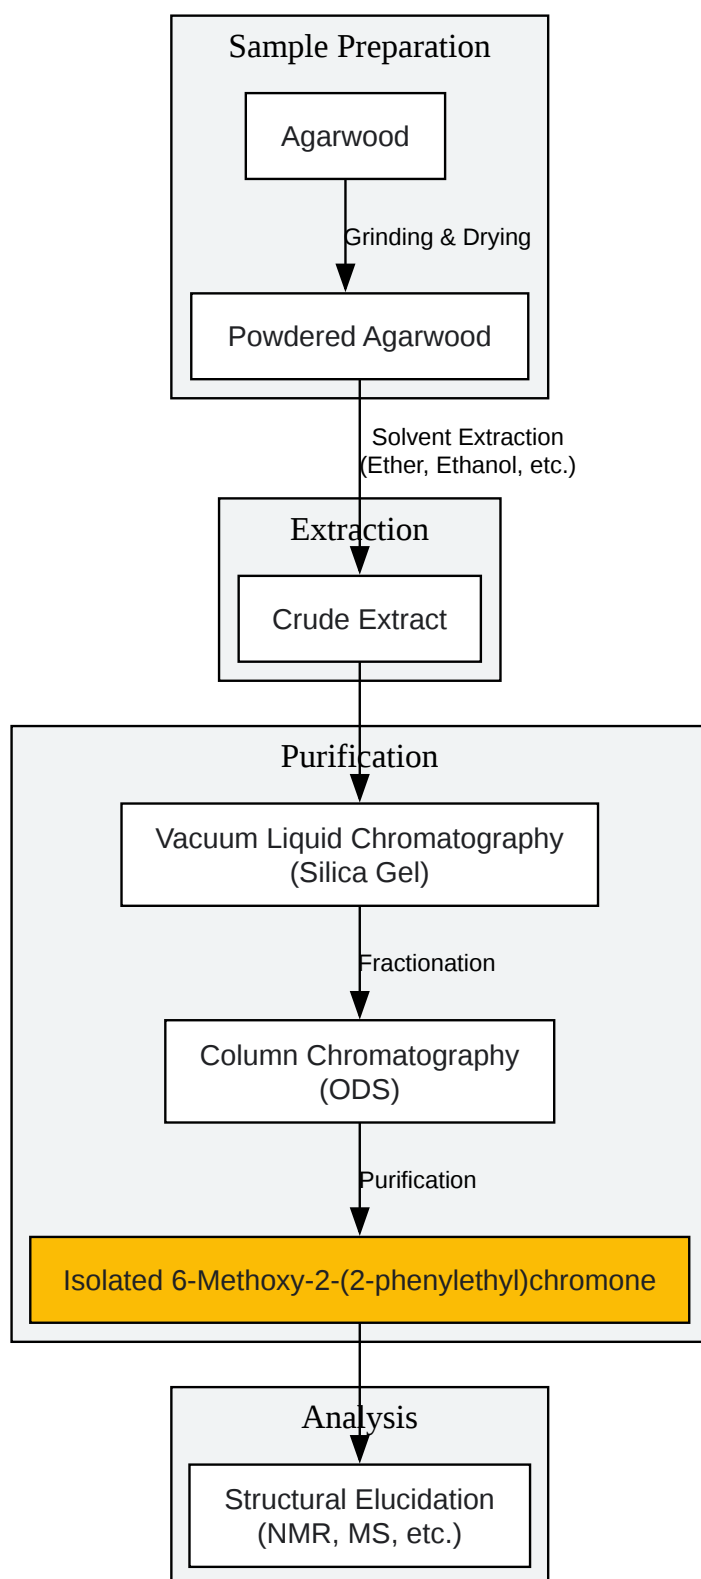 Sample Preparation
Agarwood
Grinding & Drying
Powdered Agarwood
Solvent Extraction
(Ether, Ethanol, etc.)
Extraction
Crude Extract
Purification
Vacuum Liquid Chromatography
(Silica Gel)
Fractionation
Column Chromatography
(ODS)
Purification
Isolated 6-Methoxy-2-(2-phenylethyl)chromone
Analysis
Structural Elucidation
(NMR, MS, etc.)